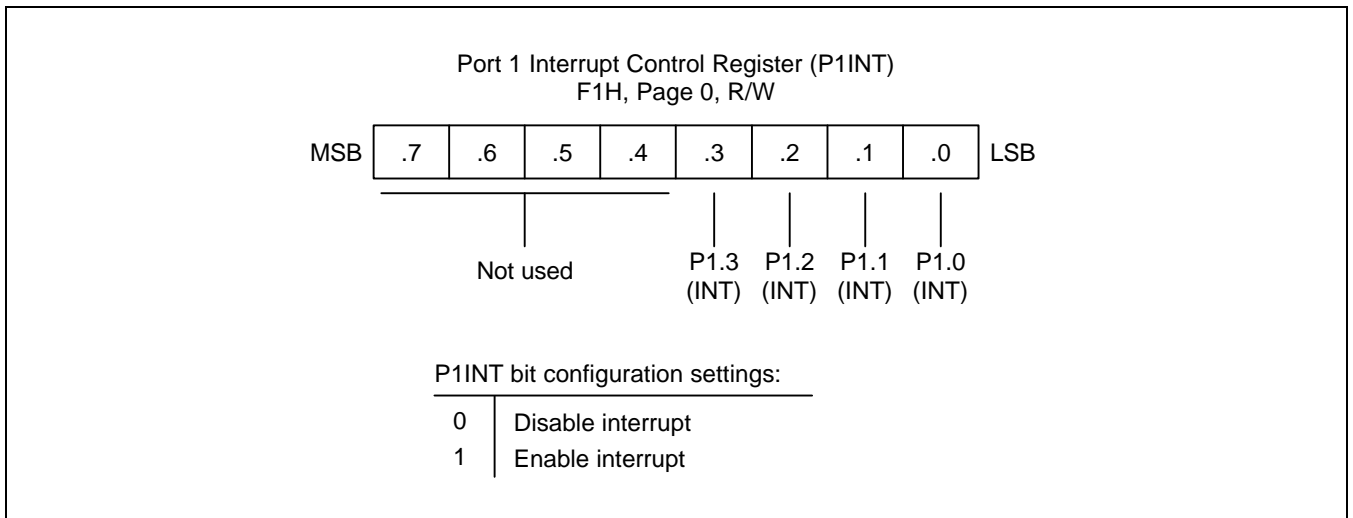 Port 1 Interrupt Control Register (P1INT)
F1H, Page 0, R/W
MSB .7 .6 .5 .4 .3 .2 .1 .0 LSB
Not used P1.3 P1.2 P1.1 P1.0
(INT) (INT) (INT) (INT)
P1INT bit configuration settings:
0 Disable interrupt
1 Enable interrupt